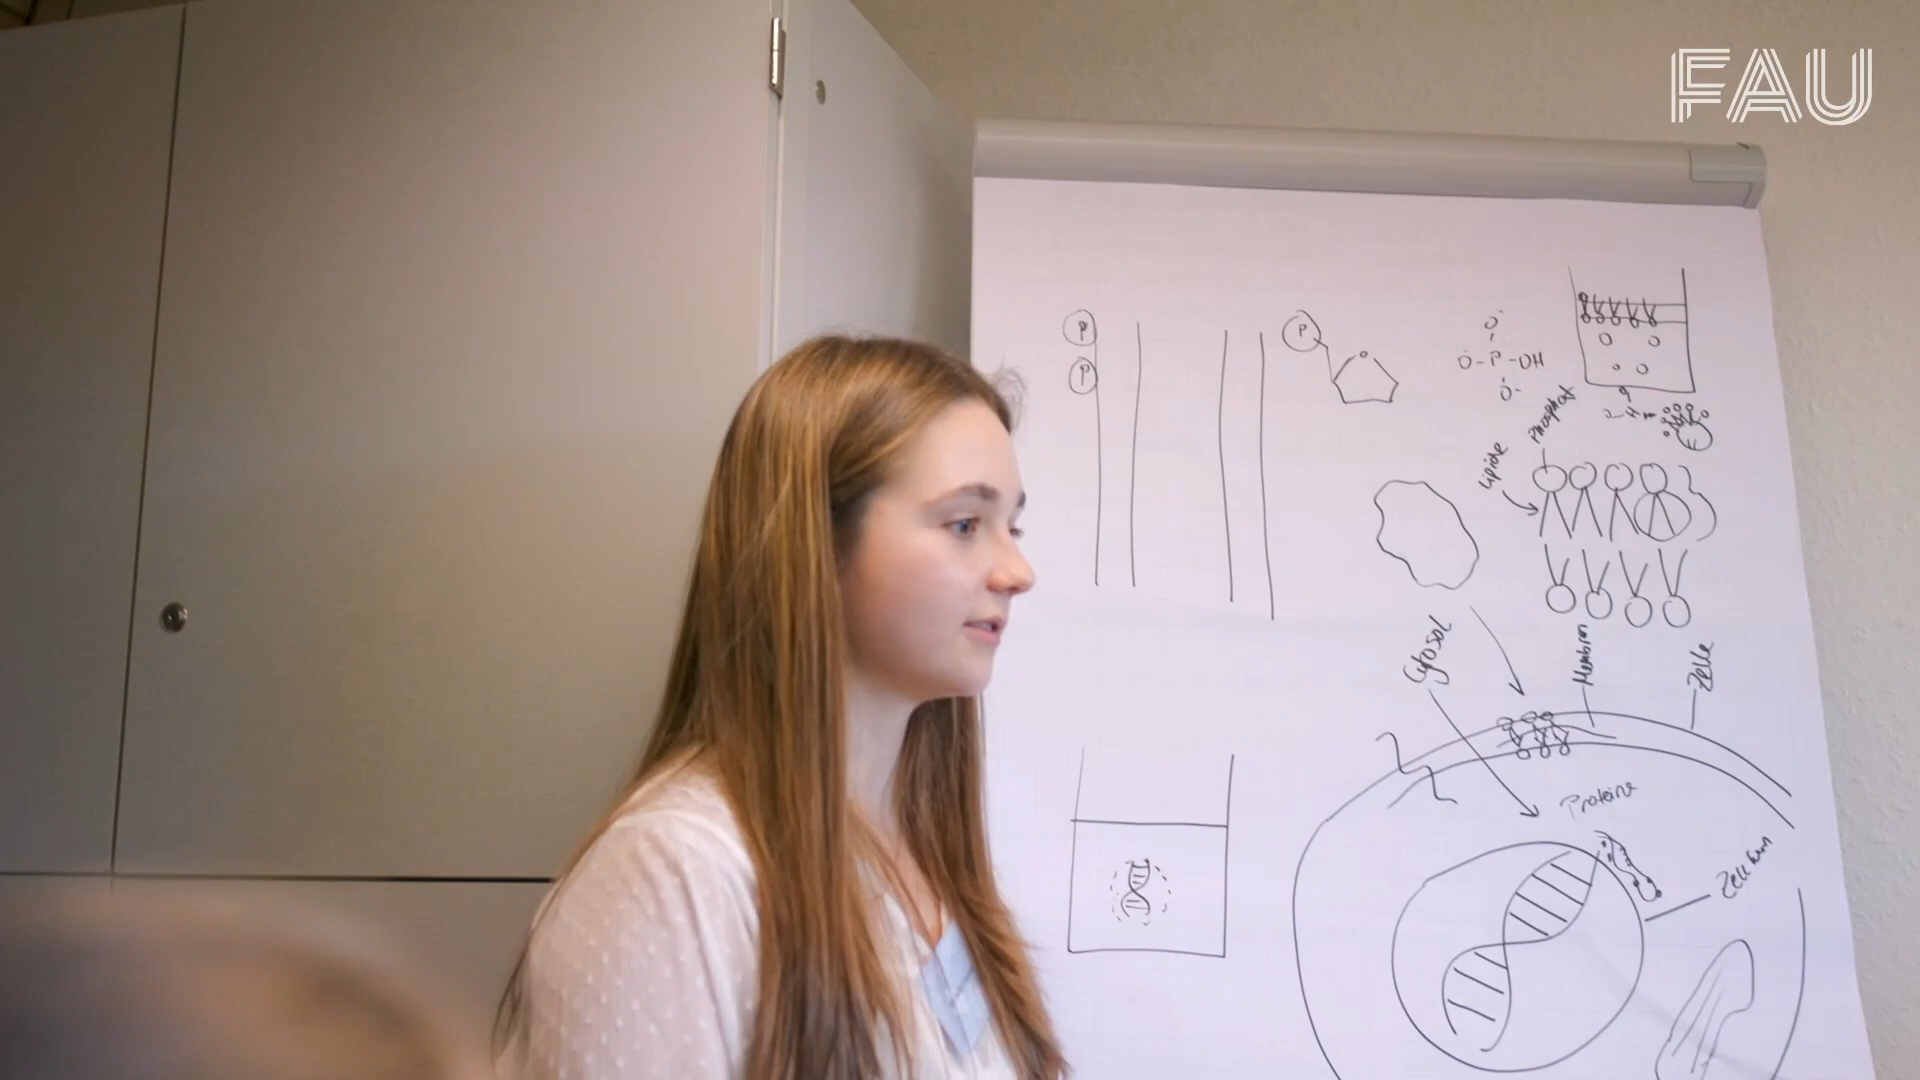 FAU
P
P
P
O
O⁻
O-P-OH
O⁻
Phosphat
Lipide
Cytosol
Membran
Zelle
Proteine
Zellkern